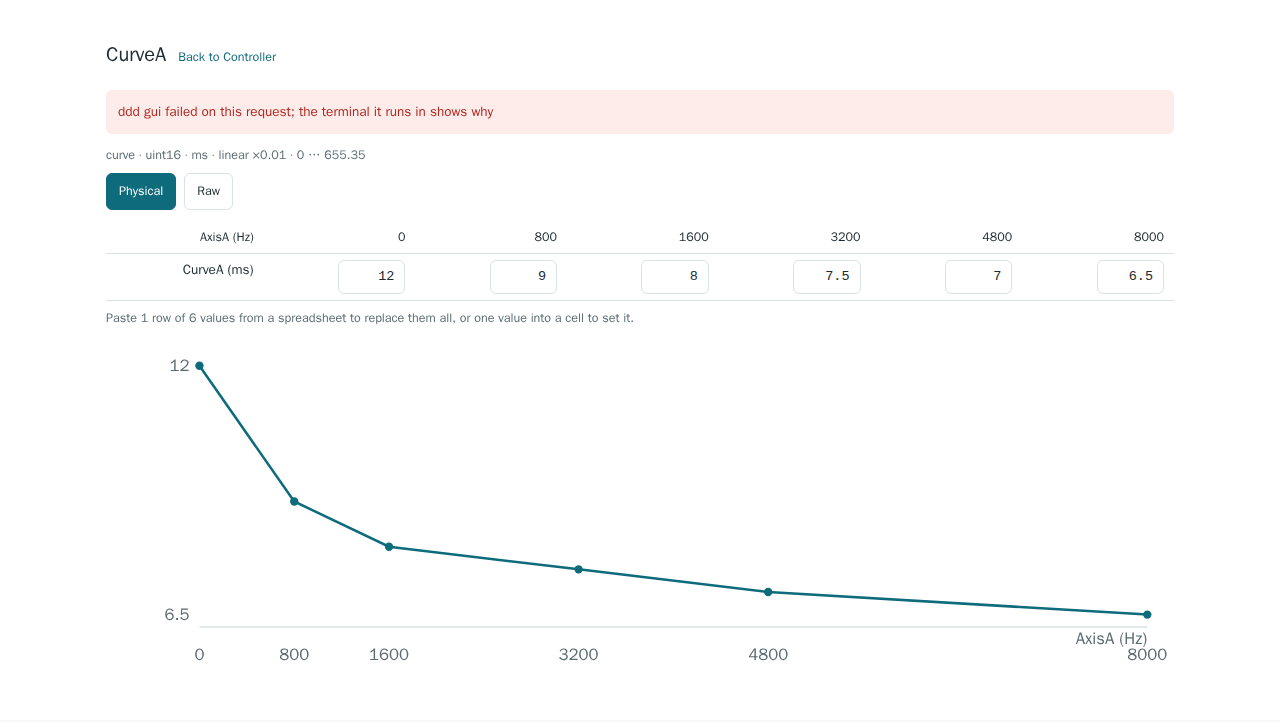 CurveA Back to Controller
ddd gui failed on this request; the terminal it runs in shows why
curve · uint16 · ms · linear ×0.01 · 0 ⋯ 655.35
Physical Raw
AxisA (Hz) 0 800 1600 3200 4800 8000
CurveA (ms) 12 9 8 7.5 7 6.5
Paste 1 row of 6 values from a spreadsheet to replace them all, or one value into a cell to set it.
12
6.5
AxisA (Hz)
0 800 1600 3200 4800 8000